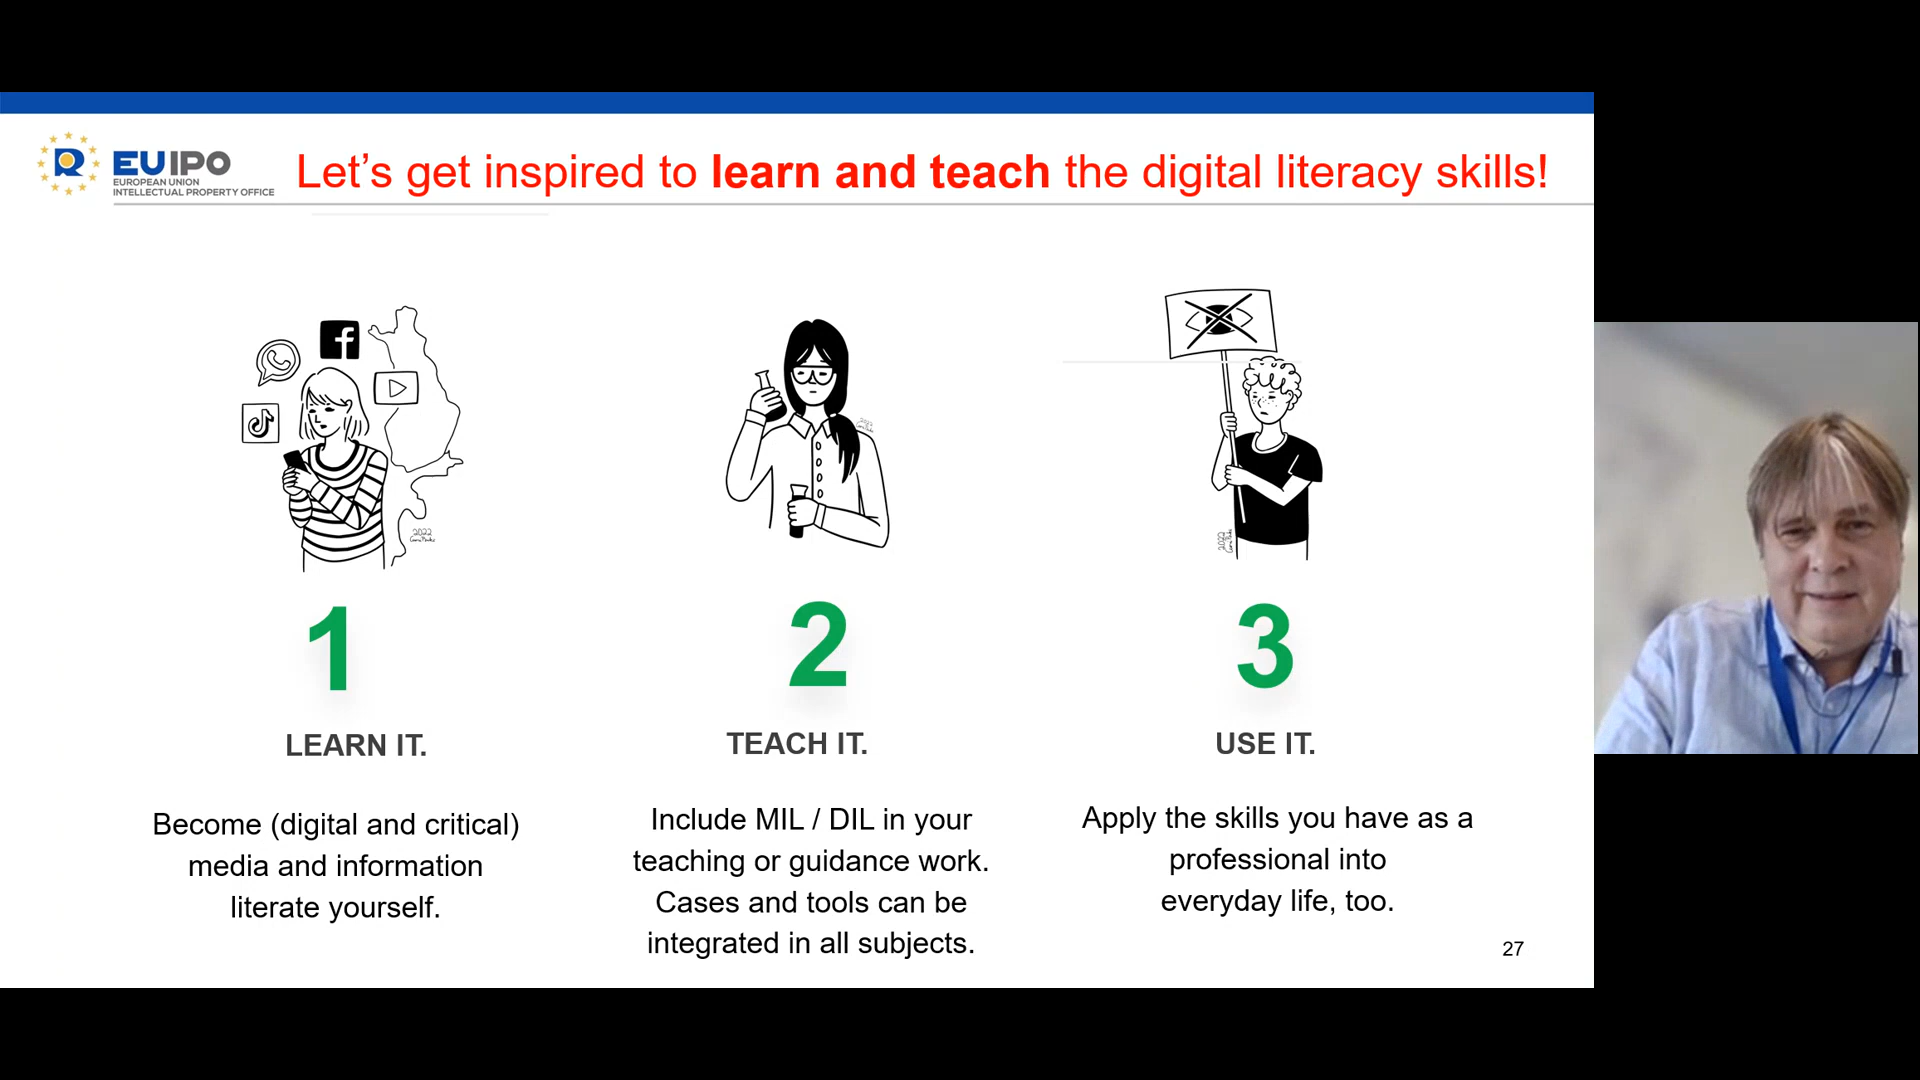 EUIPO
EUROPEAN UNION
INTELLECTUAL PROPERTY OFFICE
Let’s get inspired to learn and teach the digital literacy skills!
2022
2022
1
2
3
LEARN IT.
TEACH IT.
USE IT.
Become (digital and critical)
media and information
literate yourself.
Include MIL / DIL in your
teaching or guidance work.
Cases and tools can be
integrated in all subjects.
Apply the skills you have as a
professional into
everyday life, too.
27